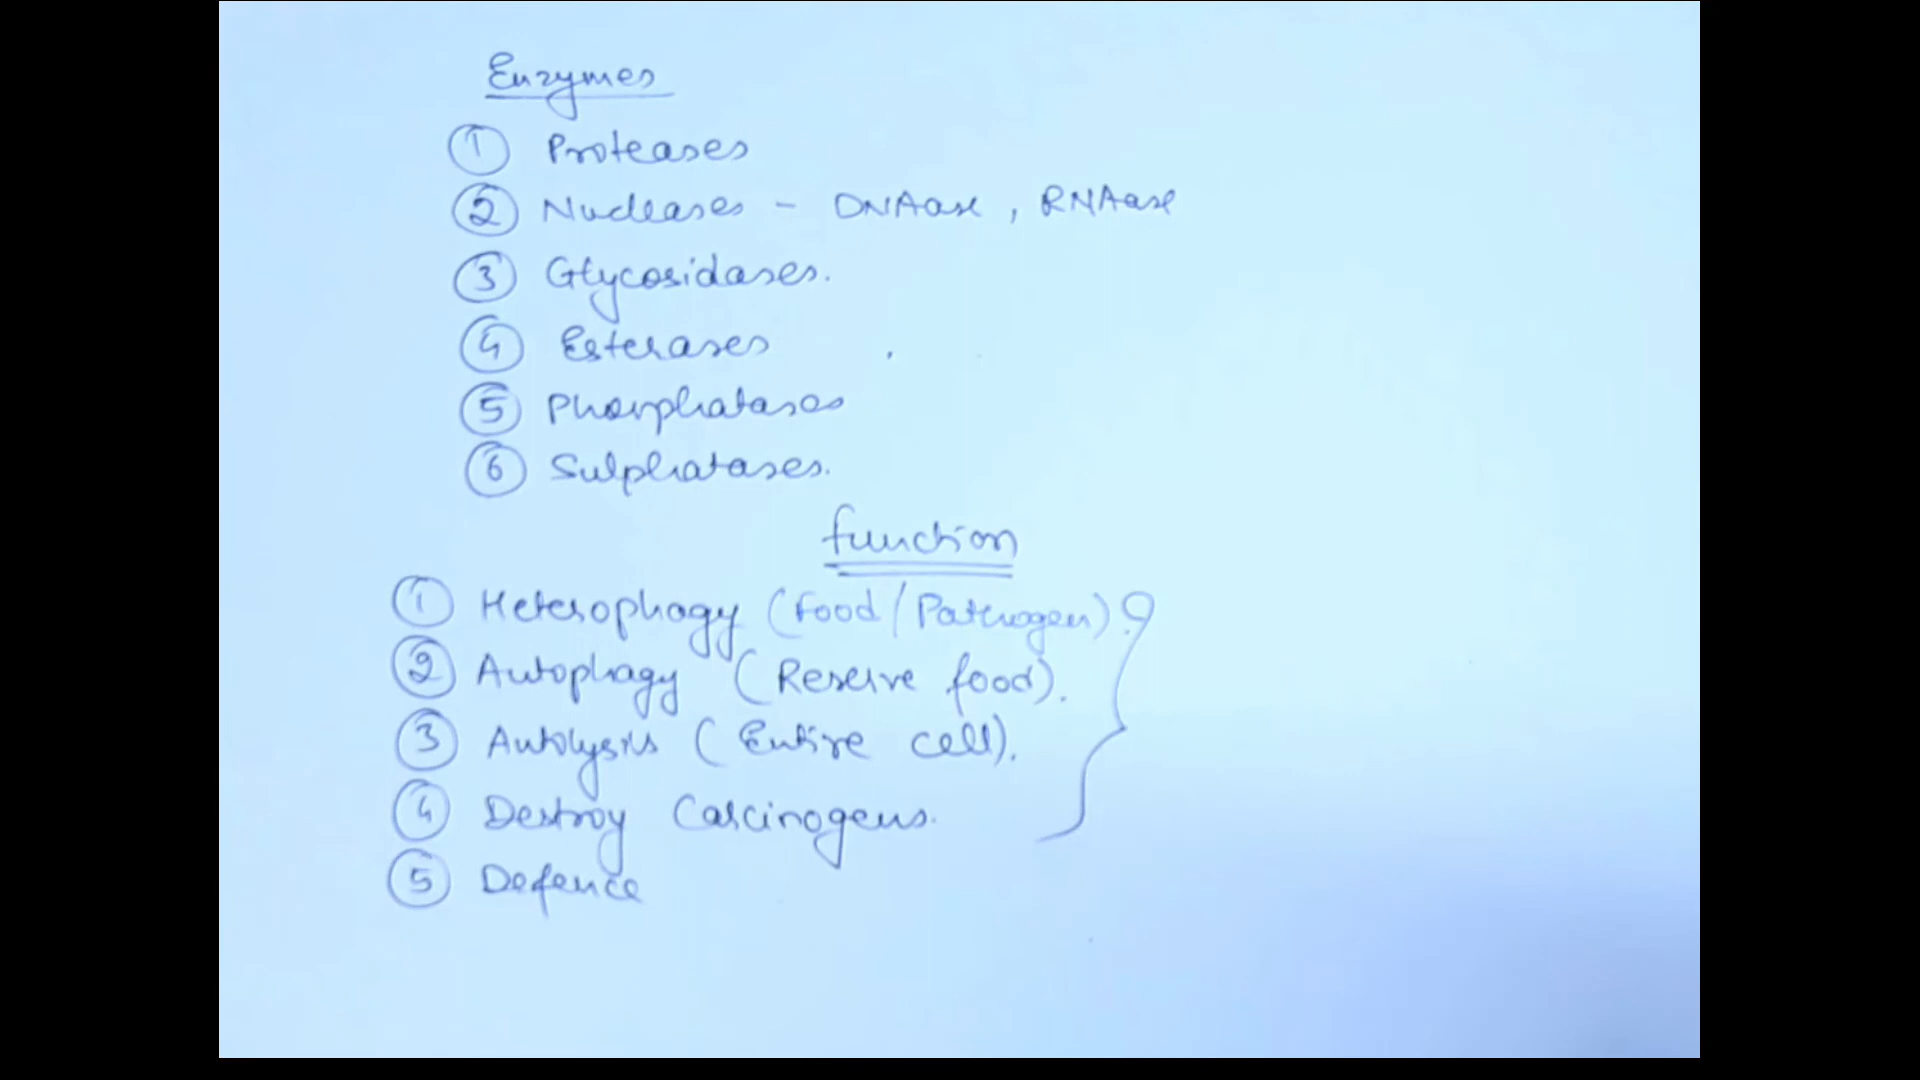 Enzymes
① Proteases
② Nucleases - DNAase, RNAase
③ Glycosidases.
④ Esterases
⑤ Phosphatases
⑥ Sulphatases.
function
① Heterophagy (Food / Pathogen).
② Autophagy (Reserve food).
③ Autolysis (Entire cell).
④ Destroy Carcinogens.
⑤ Defence